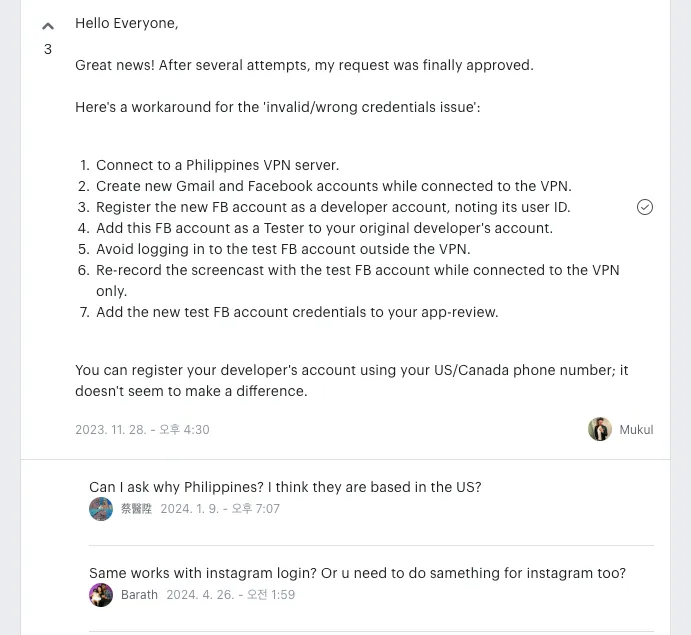 Hello Everyone,
3
Great news! After several attempts, my request was finally approved.
Here's a workaround for the 'invalid/wrong credentials issue':
1. Connect to a Philippines VPN server.
2. Create new Gmail and Facebook accounts while connected to the VPN.
3. Register the new FB account as a developer account, noting its user ID.
4. Add this FB account as a Tester to your original developer's account.
5. Avoid logging in to the test FB account outside the VPN.
6. Re-record the screencast with the test FB account while connected to the VPN
only.
7. Add the new test FB account credentials to your app-review.
You can register your developer's account using your US/Canada phone number; it
doesn't seem to make a difference.
2023. 11. 28. - 오후 4:30 Mukul
Can I ask why Philippines? I think they are based in the US?
蔡醫陞 2024. 1. 9. - 오후 7:07
Same works with instagram login? Or u need to do samething for instagram too?
Barath 2024. 4. 26. - 오전 1:59